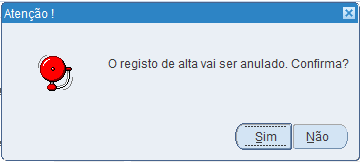 Atenção !
O registo de alta vai ser anulado. Confirma?
Sim Não